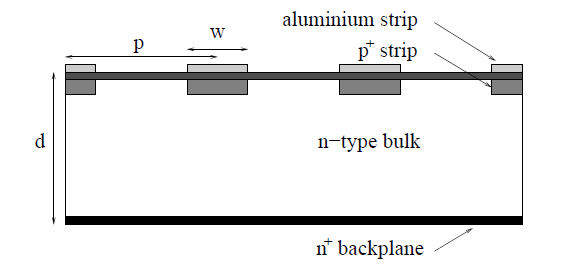 aluminium strip
w
p
p+ strip
d
n−type bulk
n+ backplane